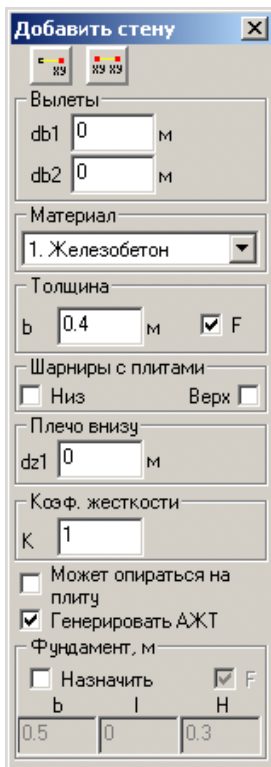 Добавить стену
xy xy xy
Вылеты
db1 0 м
db2 0 м
Материал
1. Железобетон
Толщина
b 0.4 м F
Шарниры с плитами
Низ Верх
Плечо внизу
dz1 0 м
Коэф. жесткости
K 1
Может опираться на
плиту
Генерировать АЖТ
Фундамент, м
Назначить F
b l H
0.5 0 0.3